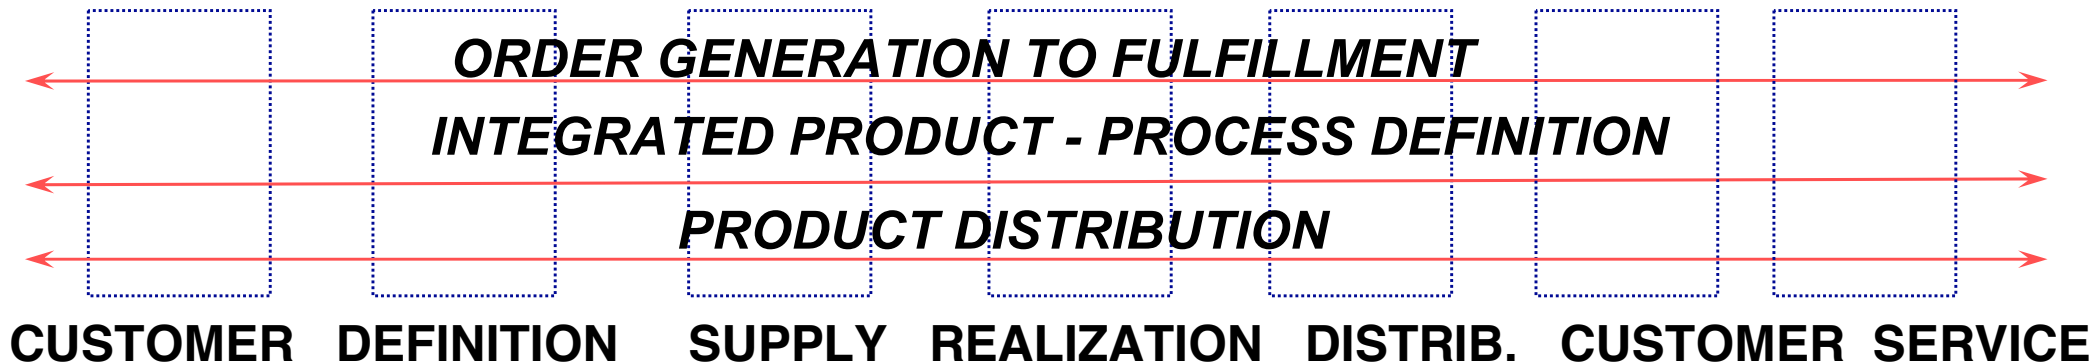 ORDER GENERATION TO FULFILLMENT
INTEGRATED PRODUCT - PROCESS DEFINITION
PRODUCT DISTRIBUTION
CUSTOMER DEFINITION SUPPLY REALIZATION DISTRIB. CUSTOMER SERVICE